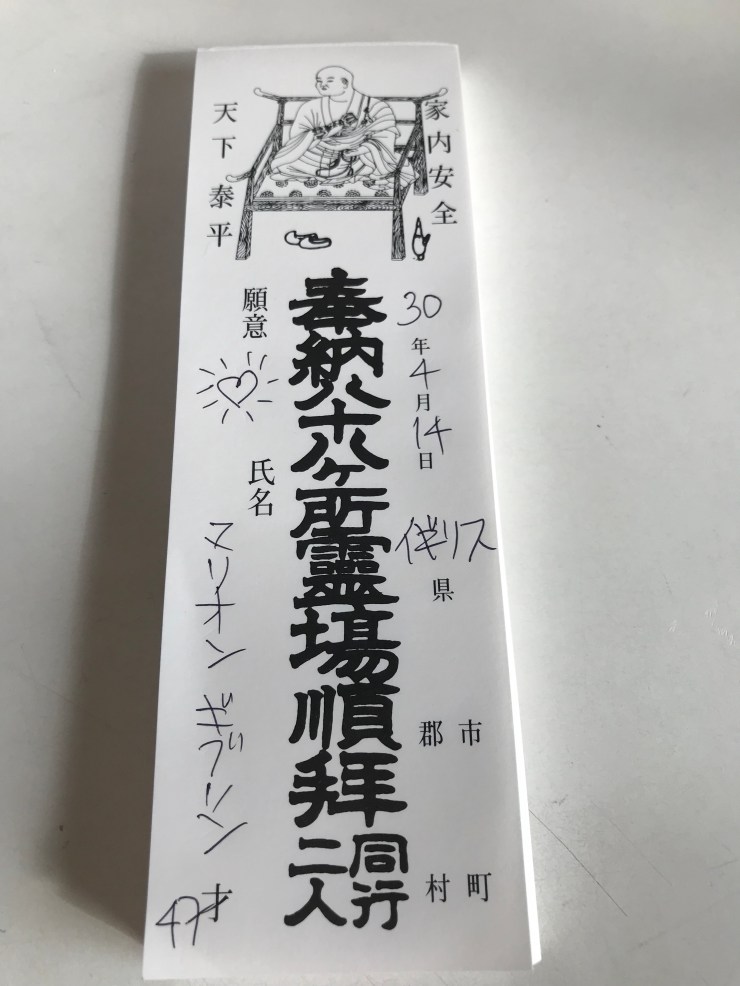 家内安全
天下泰平
30年4月14日
イギリス県
市
郡
町
村
奉納八十八ヶ所霊場順拝
同行
二人
願意
氏名
マリオン ギブリン
才